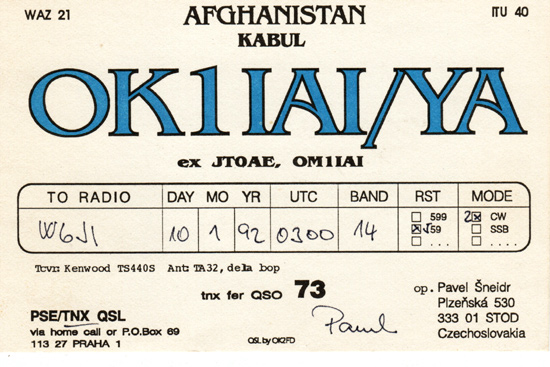 WAZ 21 AFGHANISTAN ITU 40
KABUL
OK1IAI/YA
ex JT0AE, OM1IAI
TO RADIO DAY MO YR UTC BAND RST MODE
W6JI 10 1 92 0300 14
599 2 CW
59 SSB
.... ....
Tcvr: Kenwood TS440S Ant: TA32, delta bop
tnx fer QSO 73
op. Pavel Šneidr
Plzeňská 530
333 01 STOD
Czechoslovakia
PSE/TNX QSL
via home call or P.O.Box 69
113 27 PRAHA 1
Pavel
QSL by OK2FD